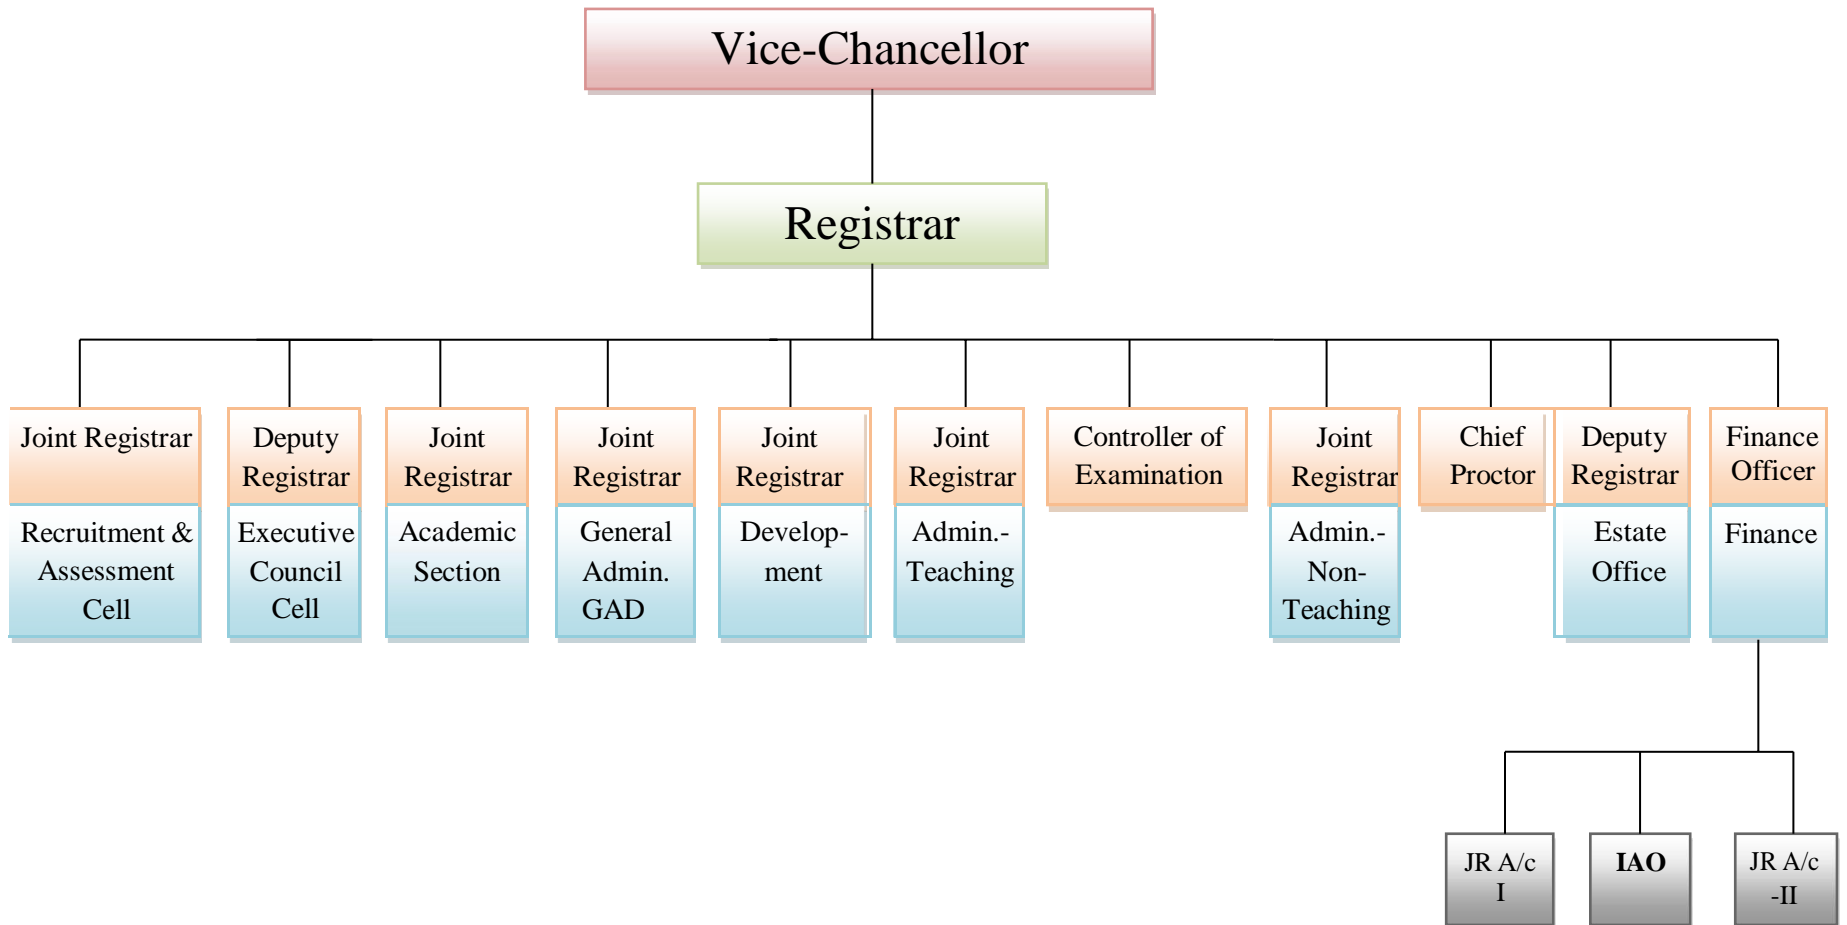 Vice-Chancellor
Registrar
Joint Registrar
Recruitment &
Assessment
Cell
Deputy
Registrar
Executive
Council
Cell
Joint
Registrar
Academic
Section
Joint
Registrar
General
Admin.
GAD
Joint
Registrar
Develop-
ment
Joint
Registrar
Admin.-
Teaching
Controller of
Examination
Joint
Registrar
Admin.-
Non-
Teaching
Chief
Proctor
Deputy
Registrar
Estate
Office
Finance
Officer
Finance
JR A/c
I
IAO
JR A/c
-II